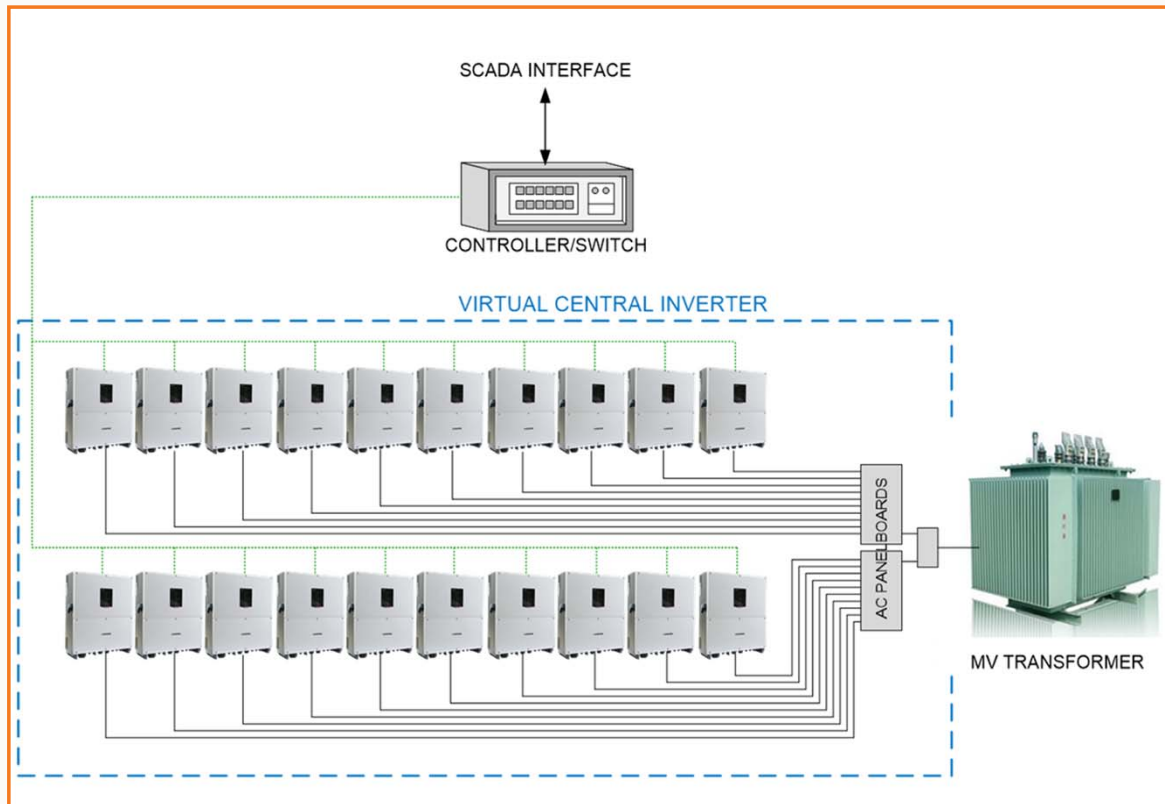 SCADA INTERFACE
CONTROLLER/SWITCH
VIRTUAL CENTRAL INVERTER
AC PANELBOARDS
MV TRANSFORMER